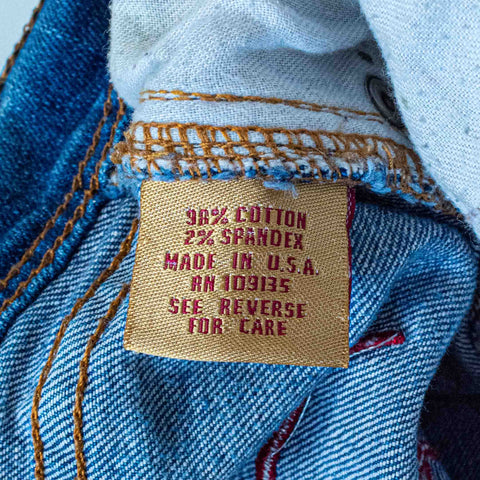 98% COTTON
2% SPANDEX
MADE IN U.S.A.
RN 109135
SEE REVERSE
FOR CARE